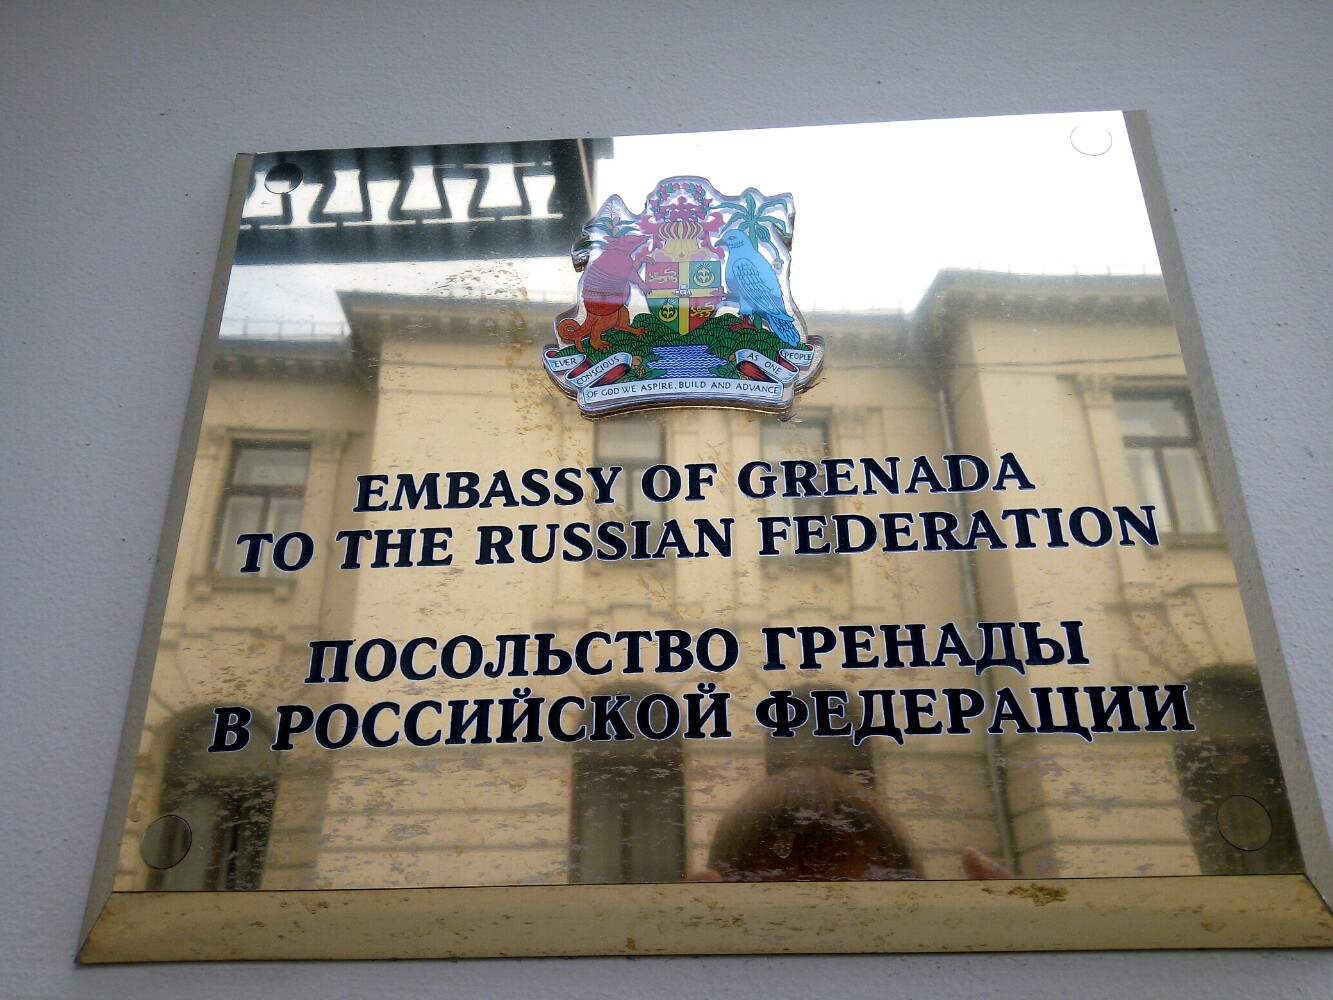 EVER CONSCIOUS OF GOD WE ASPIRE, BUILD AND ADVANCE AS ONE PEOPLE
EMBASSY OF GRENADA
TO THE RUSSIAN FEDERATION
ПОСОЛЬСТВО ГРЕНАДЫ
В РОССИЙСКОЙ ФЕДЕРАЦИИ